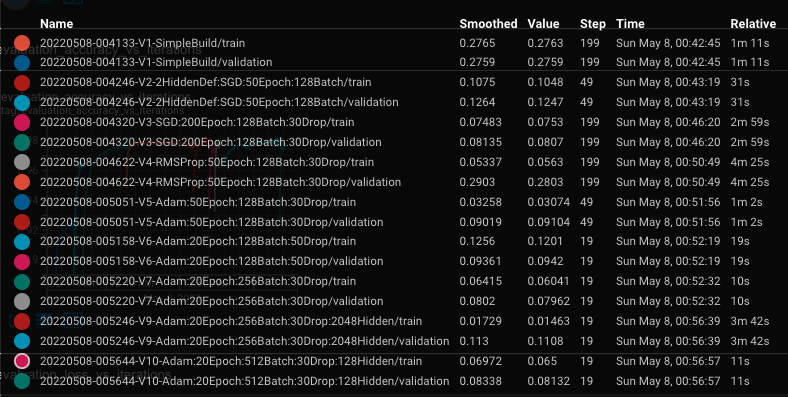 Name Smoothed Value Step Time Relative
20220508-004133-V1-SimpleBuild/train 0.2765 0.2763 199 Sun May 8, 00:42:45 1m 11s
evaluation_accuracy_vs_iterations
20220508-004133-V1-SimpleBuild/validation 0.2759 0.2759 199 Sun May 8, 00:42:45 1m 11s
20220508-004246-V2-2HiddenDef:SGD:50Epoch:128Batch/train 0.1075 0.1048 49 Sun May 8, 00:43:19 31s
evaluation_accuracy_vs_iterations
20220508-004246-V2-2HiddenDef:SGD:50Epoch:128Batch/validation 0.1264 0.1247 49 Sun May 8, 00:43:19 31s
evaluation_accuracy_vs_iterations
20220508-004320-V3-SGD:200Epoch:128Batch:30Drop/train 0.07483 0.0753 199 Sun May 8, 00:46:20 2m 59s
20220508-004320-V3-SGD:200Epoch:128Batch:30Drop/validation 0.08135 0.0807 199 Sun May 8, 00:46:20 2m 59s
20220508-004622-V4-RMSProp:50Epoch:128Batch:30Drop/train 0.05337 0.0563 199 Sun May 8, 00:50:49 4m 25s
20220508-004622-V4-RMSProp:50Epoch:128Batch:30Drop/validation 0.2903 0.2803 199 Sun May 8, 00:50:49 4m 25s
20220508-005051-V5-Adam:50Epoch:128Batch:30Drop/train 0.03258 0.03074 49 Sun May 8, 00:51:56 1m 2s
20220508-005051-V5-Adam:50Epoch:128Batch:30Drop/validation 0.09019 0.09104 49 Sun May 8, 00:51:56 1m 2s
20220508-005158-V6-Adam:20Epoch:128Batch:50Drop/train 0.1256 0.1201 19 Sun May 8, 00:52:19 19s
20220508-005158-V6-Adam:20Epoch:128Batch:50Drop/validation 0.09361 0.0942 19 Sun May 8, 00:52:19 19s
20220508-005220-V7-Adam:20Epoch:256Batch:30Drop/train 0.06415 0.06041 19 Sun May 8, 00:52:32 10s
20220508-005220-V7-Adam:20Epoch:256Batch:30Drop/validation 0.0802 0.07962 19 Sun May 8, 00:52:32 10s
20220508-005246-V9-Adam:20Epoch:256Batch:30Drop:2048Hidden/train 0.01729 0.01463 19 Sun May 8, 00:56:39 3m 42s
20220508-005246-V9-Adam:20Epoch:256Batch:30Drop:2048Hidden/validation 0.113 0.1108 19 Sun May 8, 00:56:39 3m 42s
20220508-005644-V10-Adam:20Epoch:512Batch:30Drop:128Hidden/train 0.06972 0.065 19 Sun May 8, 00:56:57 11s
evaluation_loss_vs_iterations
20220508-005644-V10-Adam:20Epoch:512Batch:30Drop:128Hidden/validation 0.08338 0.08132 19 Sun May 8, 00:56:57 11s